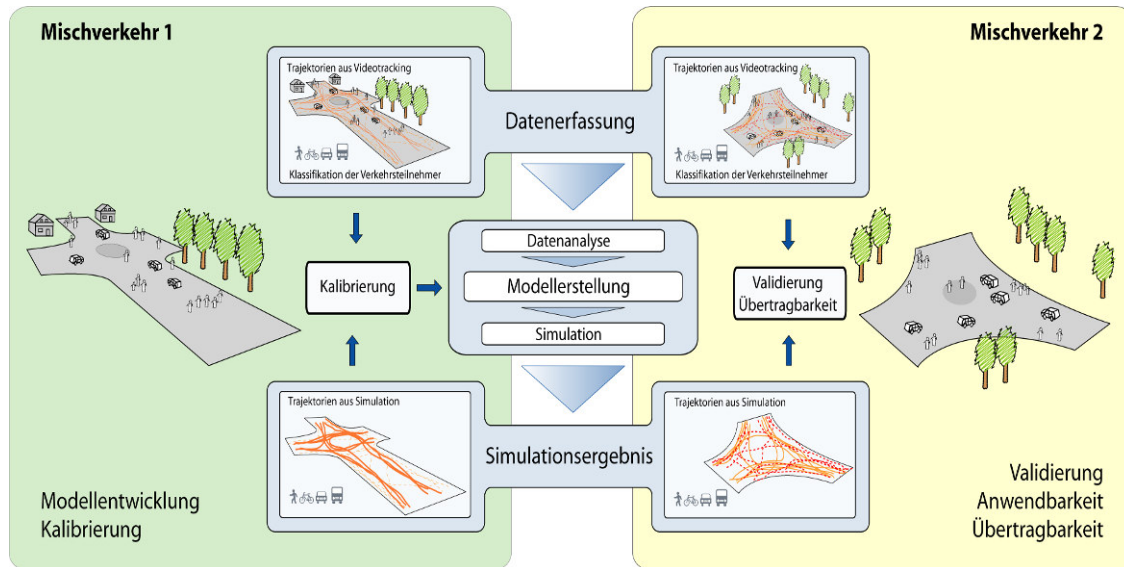 Mischverkehr 1
Mischverkehr 2
Trajektorien aus Videotracking
Klassifikation der Verkehrsteilnehmer
Datenerfassung
Trajektorien aus Videotracking
Klassifikation der Verkehrsteilnehmer
Kalibrierung
Datenanalyse
Modellerstellung
Simulation
Validierung
Übertragbarkeit
Trajektorien aus Simulation
Simulationsergebnis
Trajektorien aus Simulation
Modellentwicklung
Kalibrierung
Validierung
Anwendbarkeit
Übertragbarkeit